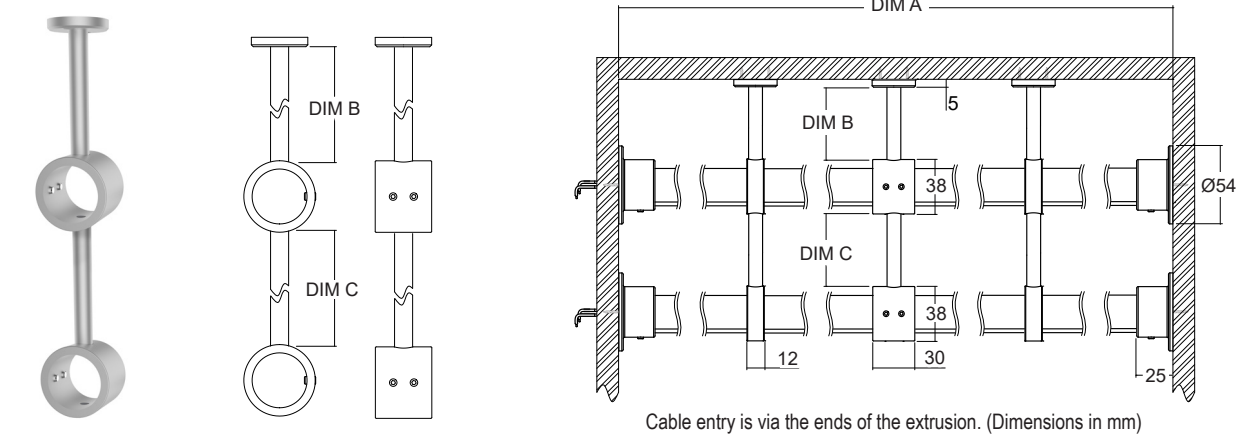 DIM A
DIM B
DIM C
DIM B
5
38
Ø54
DIM C
38
12
30
25
Cable entry is via the ends of the extrusion. (Dimensions in mm)